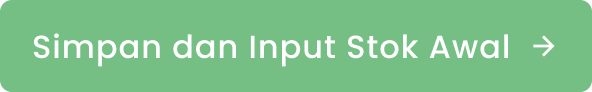 Simpan dan Input Stok Awal →